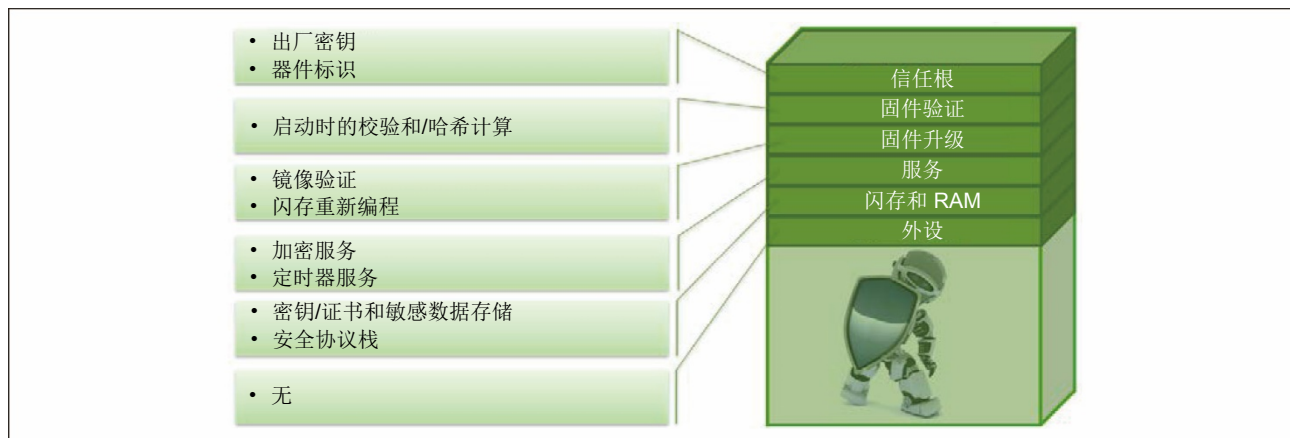 • 出厂密钥
• 器件标识
• 启动时的校验和/哈希计算
• 镜像验证
• 闪存重新编程
• 加密服务
• 定时器服务
• 密钥/证书和敏感数据存储
• 安全协议栈
• 无
信任根
固件验证
固件升级
服务
闪存和 RAM
外设